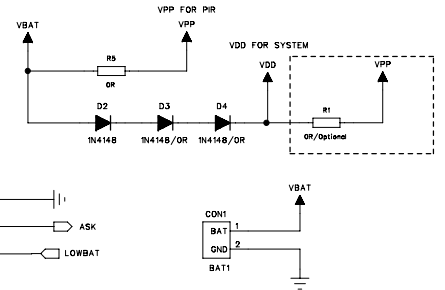 VPP FOR PIR
VBAT
VPP
R5
0R
VDD FOR SYSTEM
VDD
VPP
D2
D3
D4
R1
1N4148
1N4148/0R
1N4148/0R
0R/Optional
VBAT
CON1
ASK
BAT
1
LOWBAT
GND
2
BAT1